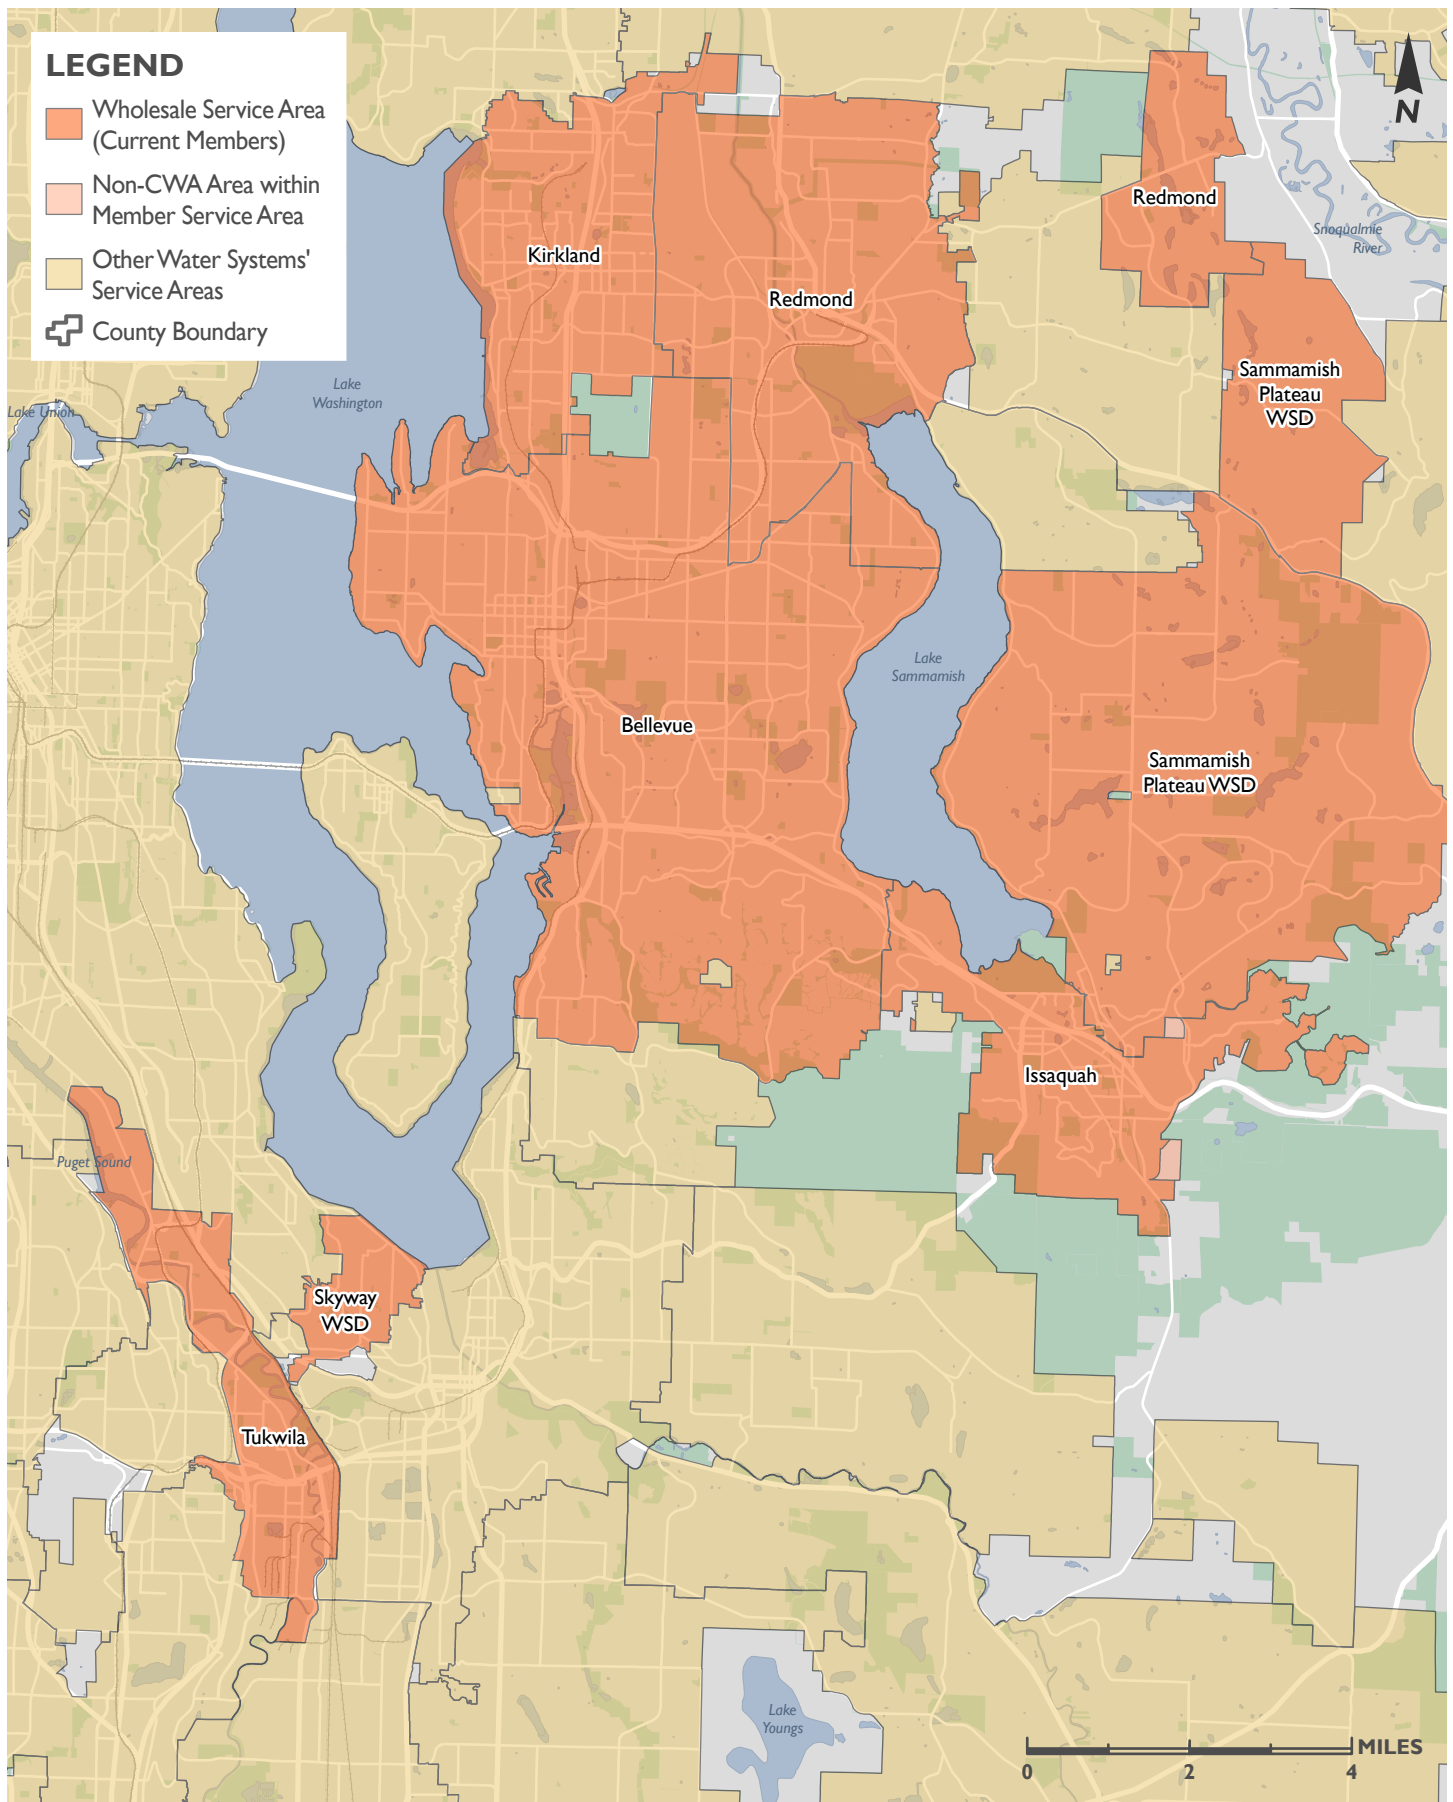 LEGEND
Wholesale Service Area
(Current Members)
Non-CWA Area within
Member Service Area
Other Water Systems'
Service Areas
County Boundary
N
Redmond
Snoqualmie
River
Kirkland
Redmond
Sammamish
Plateau
WSD
Lake
Washington
Lake Union
Lake
Sammamish
Bellevue
Sammamish
Plateau WSD
Issaquah
Puget Sound
Skyway
WSD
Tukwila
Lake
Youngs
MILES
0 2 4